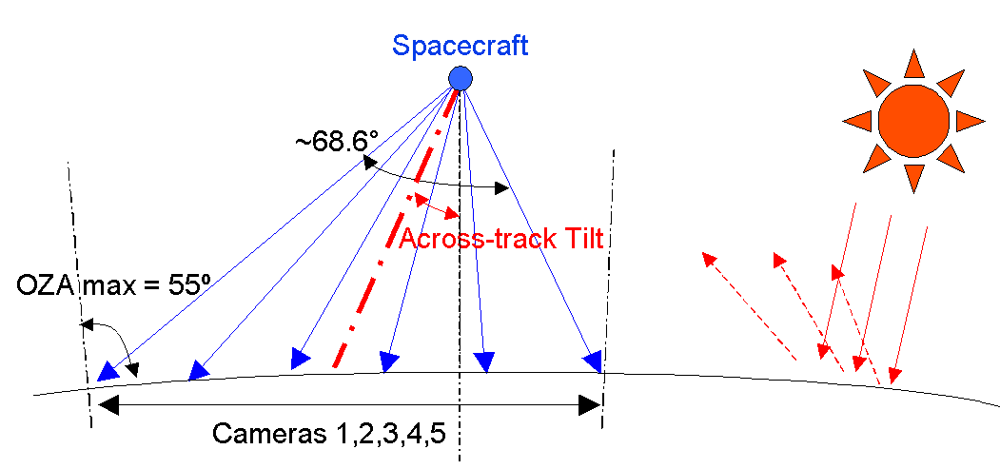 Spacecraft
~68.6°
Across-track Tilt
OZA max = 55º
Cameras 1,2,3,4,5